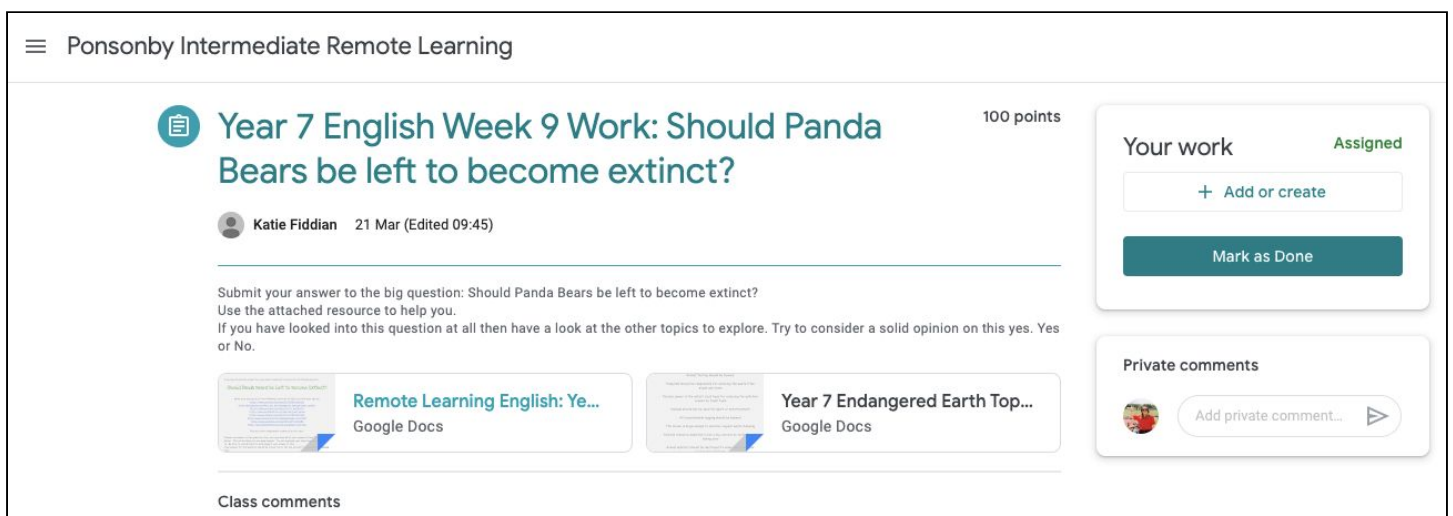 Ponsonby Intermediate Remote Learning
Year 7 English Week 9 Work: Should Panda
Bears be left to become extinct?
100 points
Katie Fiddian 21 Mar (Edited 09:45)
Submit your answer to the big question: Should Panda Bears be left to become extinct?
Use the attached resource to help you.
If you have looked into this question at all then have a look at the other topics to explore. Try to consider a solid opinion on this yes. Yes
or No.
Remote Learning English: Ye...
Google Docs
Year 7 Endangered Earth Top...
Google Docs
Class comments
Your work
Assigned
+ Add or create
Mark as Done
Private comments
Add private comment...